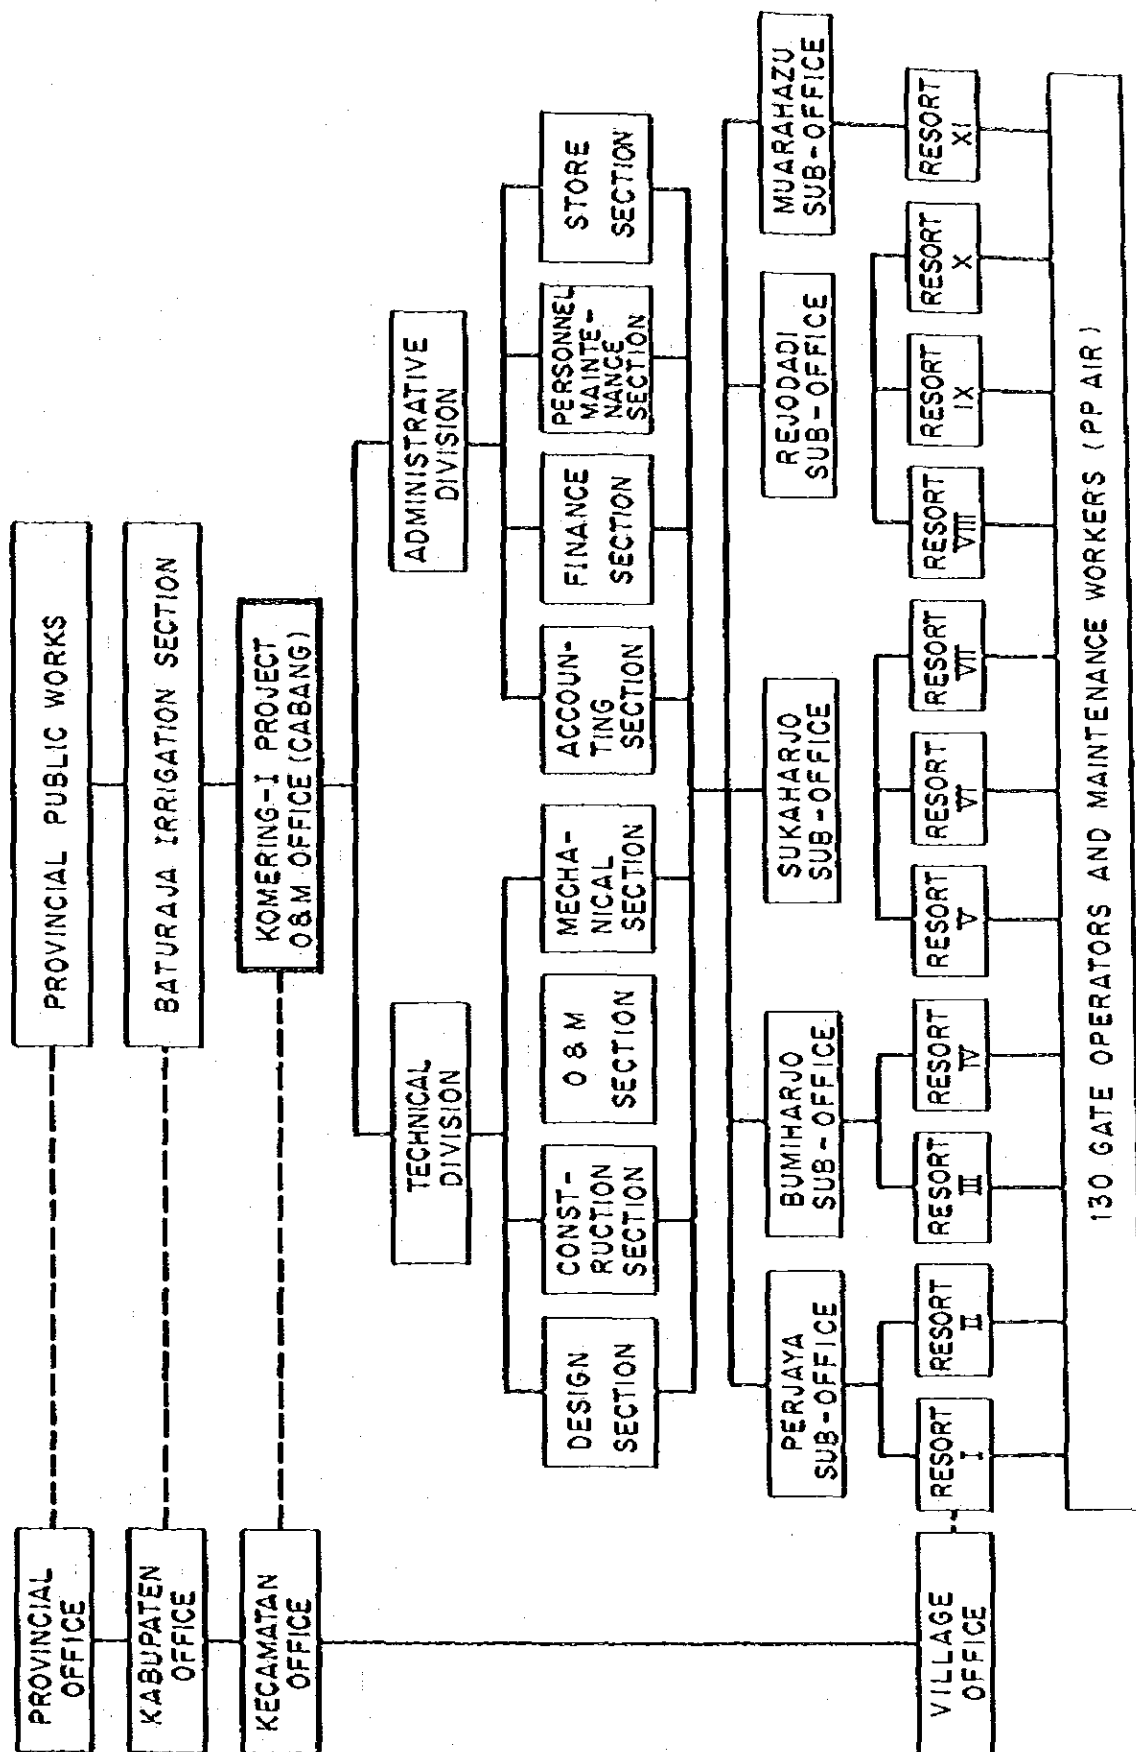 PROVINCIAL
OFFICE
PROVINCIAL PUBLIC WORKS
KABUPATEN
OFFICE
BATURAJA IRRIGATION SECTION
KECAMATAN
OFFICE
KOMERING-I PROJECT
O&M OFFICE (CABANG)
TECHNICAL
DIVISION
ADMINISTRATIVE
DIVISION
DESIGN
SECTION
CONST-
RUCTION
SECTION
O & M
SECTION
MECHA-
NICAL
SECTION
ACCOUN-
TING
SECTION
FINANCE
SECTION
PERSONNEL
MAINTE-
NANCE
SECTION
STORE
SECTION
PERJAYA
SUB-OFFICE
BUMIHARJO
SUB-OFFICE
SUKAHARJO
SUB-OFFICE
REJODADI
SUB-OFFICE
MUARAHAZU
SUB-OFFICE
VILLAGE
OFFICE
RESORT
I
RESORT
II
RESORT
III
RESORT
IV
RESORT
V
RESORT
VI
RESORT
VII
RESORT
VIII
RESORT
IX
RESORT
X
RESORT
XI
130 GATE OPERATORS AND MAINTENANCE WORKERS (PP AIR)